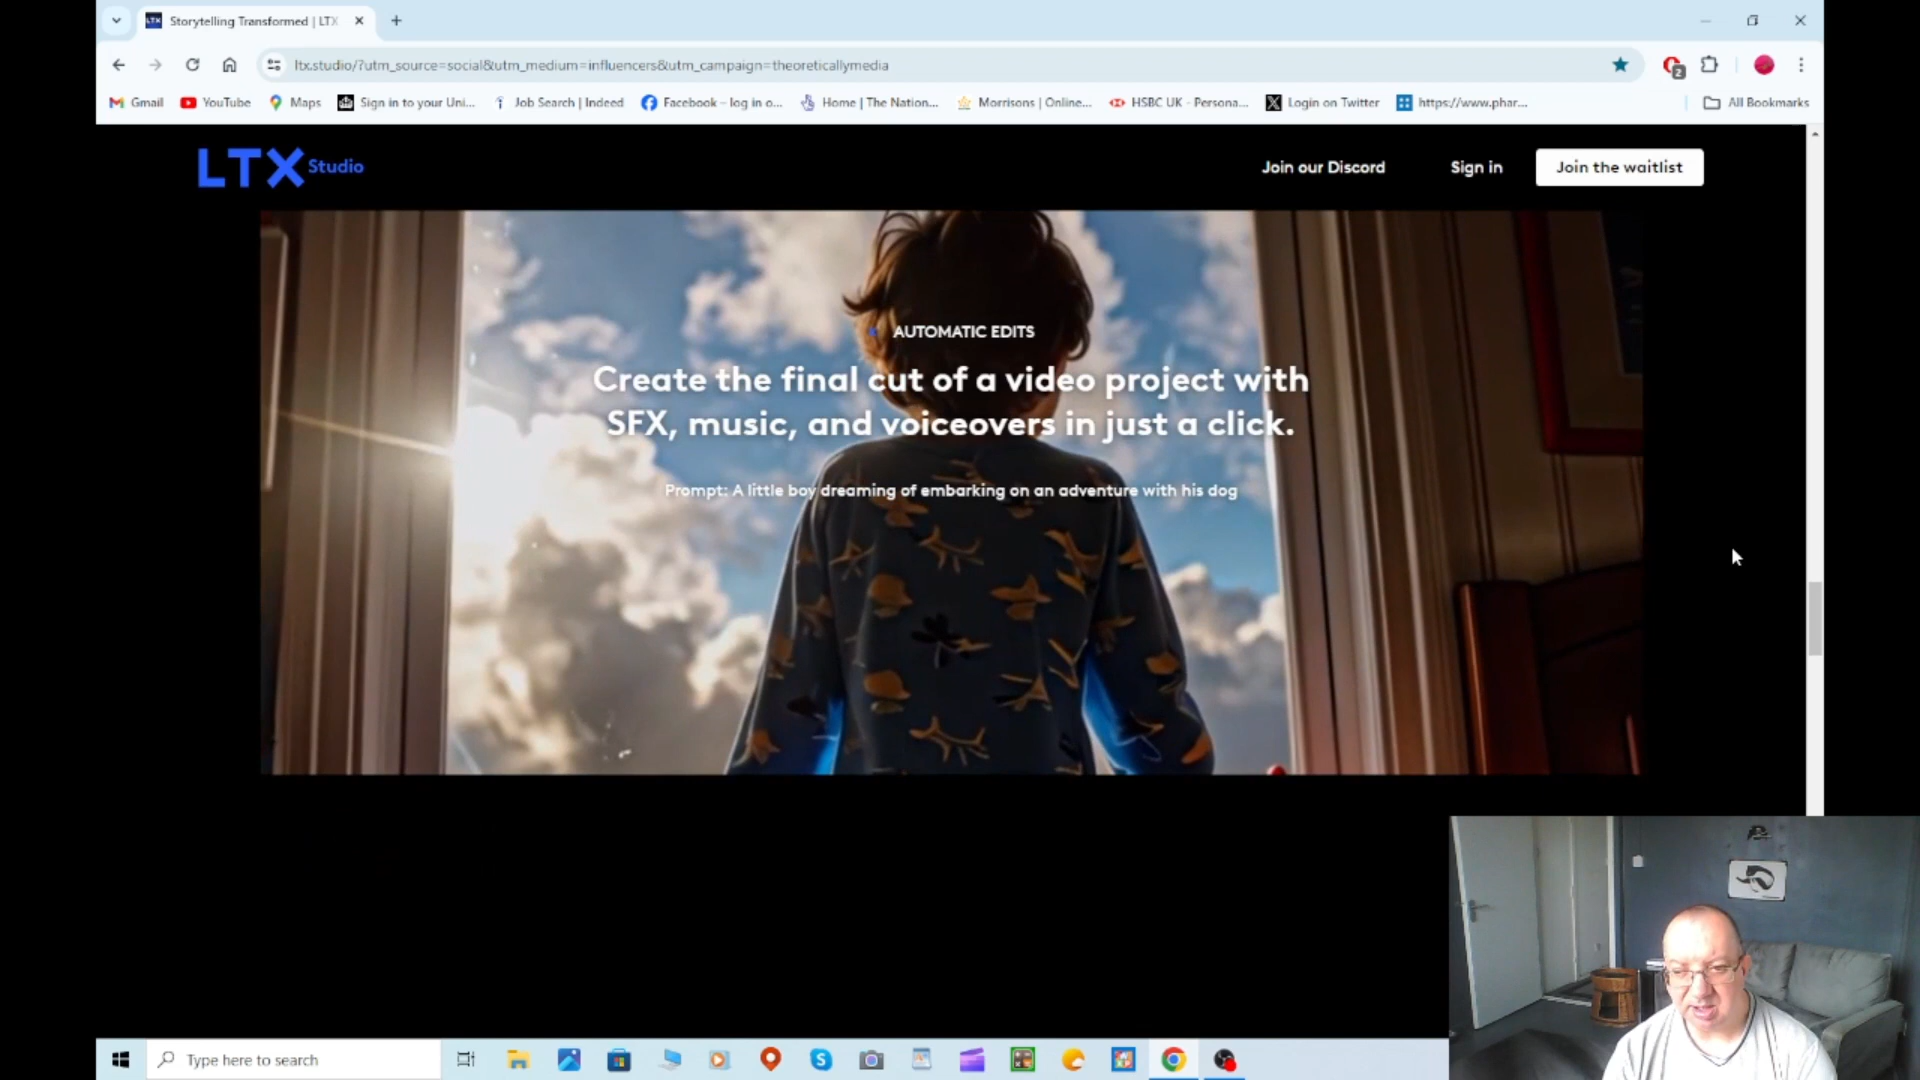 Storytelling Transformed | LTX
ltx.studio/?utm_source=social&utm_medium=influencers&utm_campaign=theoreticallymedia
2
Gmail
YouTube
Maps
Sign in to your Uni...
Job Search | Indeed
Facebook – log in o...
Home | The Nation...
Morrisons | Online...
HSBC UK - Persona...
Login on Twitter
https://www.phar...
All Bookmarks
LTX Studio
Join our Discord
Sign in
Join the waitlist
AUTOMATIC EDITS
Create the final cut of a video project with
SFX, music, and voiceovers in just a click.
Prompt: A little boy dreaming of embarking on an adventure with his dog
Type here to search